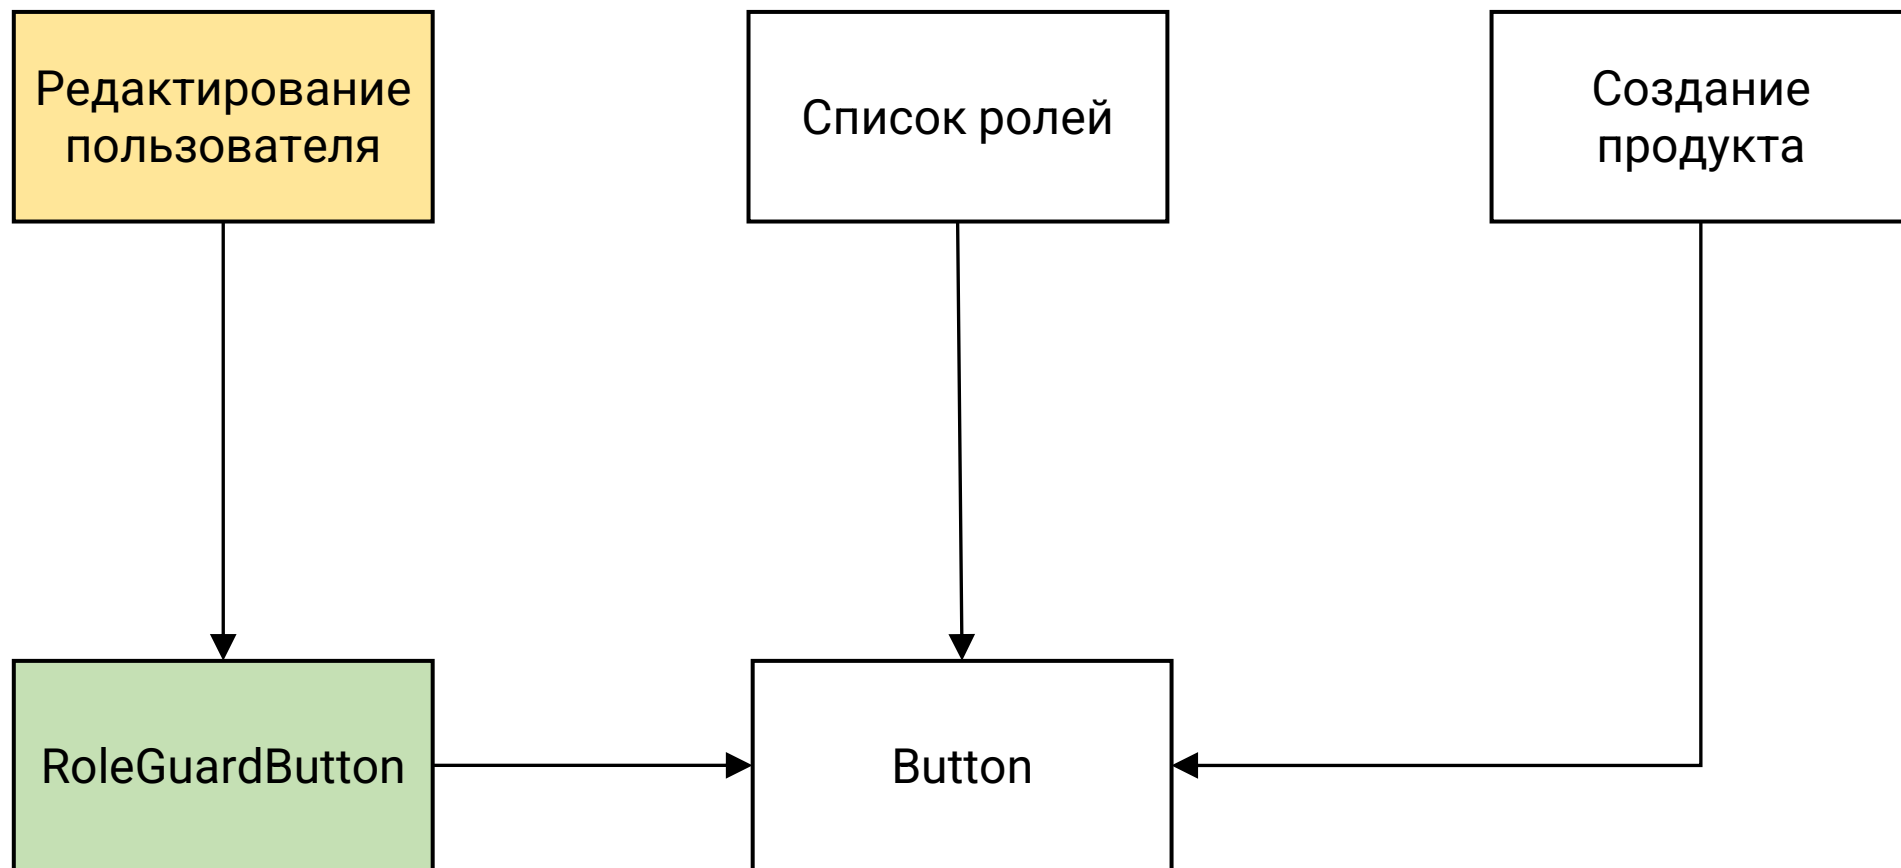 Редактирование
пользователя
Список ролей
Создание
продукта
RoleGuardButton
Button